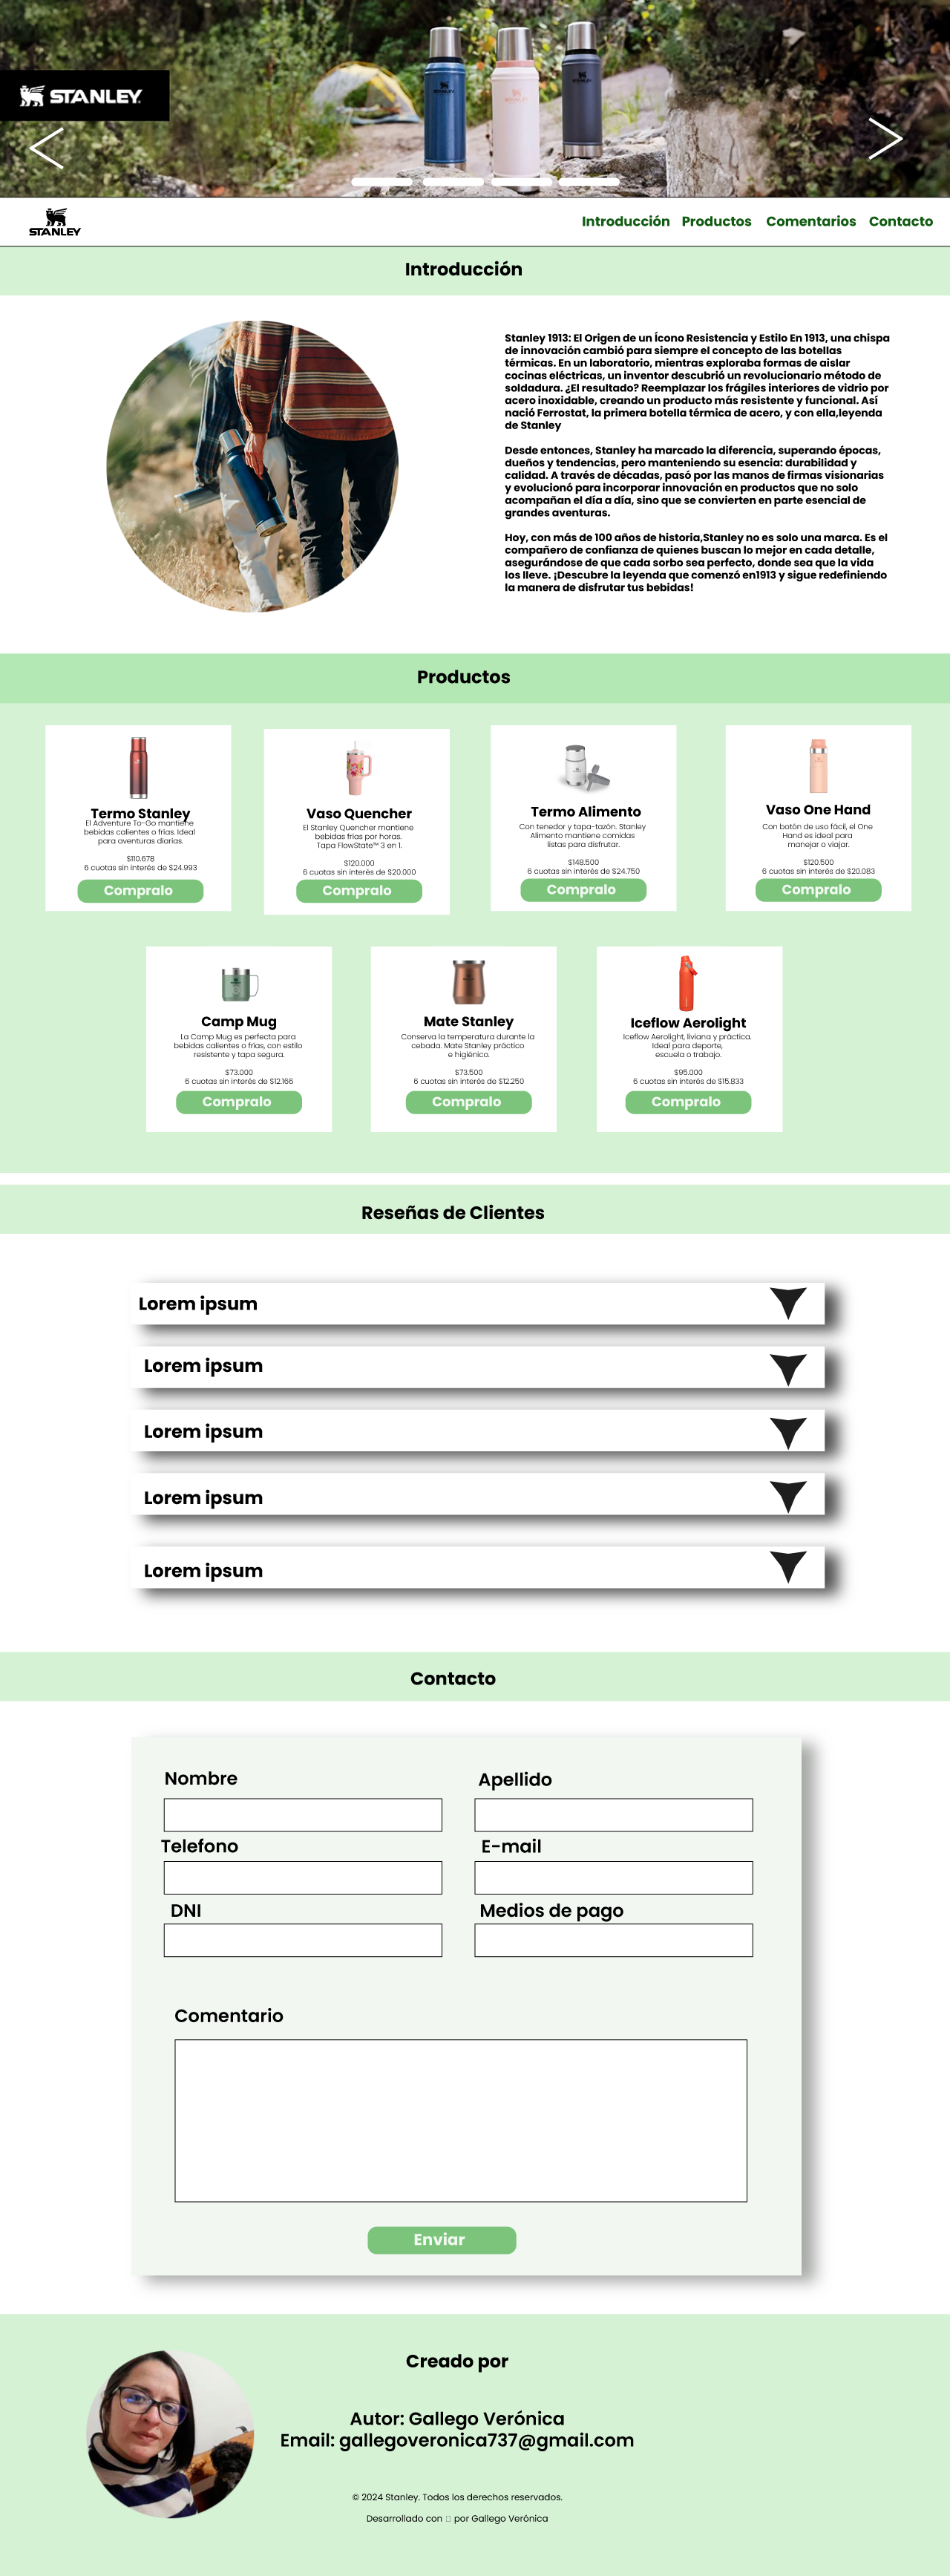 STANLEY
STANLEY
Introducción Productos Comentarios Contacto
Introducción
Stanley 1913: El Origen de un Ícono Resistencia y Estilo En 1913, una chispa
de innovación cambió para siempre el concepto de las botellas
térmicas. En un laboratorio, mientras exploraba formas de aislar
cocinas eléctricas, un inventor descubrió un revolucionario método de
soldadura. ¿El resultado? Reemplazar los frágiles interiores de vidrio por
acero inoxidable, creando un producto más resistente y funcional. Así
nació Ferrostat, la primera botella térmica de acero, y con ella,leyenda
de Stanley
Desde entonces, Stanley ha marcado la diferencia, superando épocas,
dueños y tendencias, pero manteniendo su esencia: durabilidad y
calidad. A través de décadas, pasó por las manos de firmas visionarias
y evolucionó para incorporar innovación en productos que no solo
acompañan el día a día, sino que se convierten en parte esencial de
grandes aventuras.
Hoy, con más de 100 años de historia,Stanley no es solo una marca. Es el
compañero de confianza de quienes buscan lo mejor en cada detalle,
asegurándose de que cada sorbo sea perfecto, donde sea que la vida
los lleve. ¡Descubre la leyenda que comenzó en1913 y sigue redefiniendo
la manera de disfrutar tus bebidas!
Productos
Termo Stanley
El Adventure To-Go mantiene
bebidas calientes o frías. Ideal
para aventuras diarias.
$110.678
6 cuotas sin interés de $24.993
Compralo
Vaso Quencher
El Stanley Quencher mantiene
bebidas frías por horas.
Tapa FlowState™ 3 en 1.
$120.000
6 cuotas sin interés de $20.000
Compralo
Termo Alimento
Con tenedor y tapa-tazón. Stanley
Alimento mantiene comidas
listas para disfrutar.
$148.500
6 cuotas sin interés de $24.750
Compralo
Vaso One Hand
Con botón de uso fácil, el One
Hand es ideal para
manejar o viajar.
$120.500
6 cuotas sin interés de $20.083
Compralo
Camp Mug
La Camp Mug es perfecta para
bebidas calientes o frías, con estilo
resistente y tapa segura.
$73.000
6 cuotas sin interés de $12.166
Compralo
Mate Stanley
Conserva la temperatura durante la
cebada. Mate Stanley práctico
e higiénico.
$73.500
6 cuotas sin interés de $12.250
Compralo
Iceflow Aerolight
Iceflow Aerolight, liviana y práctica.
Ideal para deporte,
escuela o trabajo.
$95.000
6 cuotas sin interés de $15.833
Compralo
Reseñas de Clientes
Lorem ipsum
Lorem ipsum
Lorem ipsum
Lorem ipsum
Lorem ipsum
Contacto
Nombre Apellido
Telefono E-mail
DNI Medios de pago
Comentario
Enviar
Creado por
Autor: Gallego Verónica
Email: gallegoveronica737@gmail.com
© 2024 Stanley. Todos los derechos reservados.
Desarrollado con por Gallego Verónica